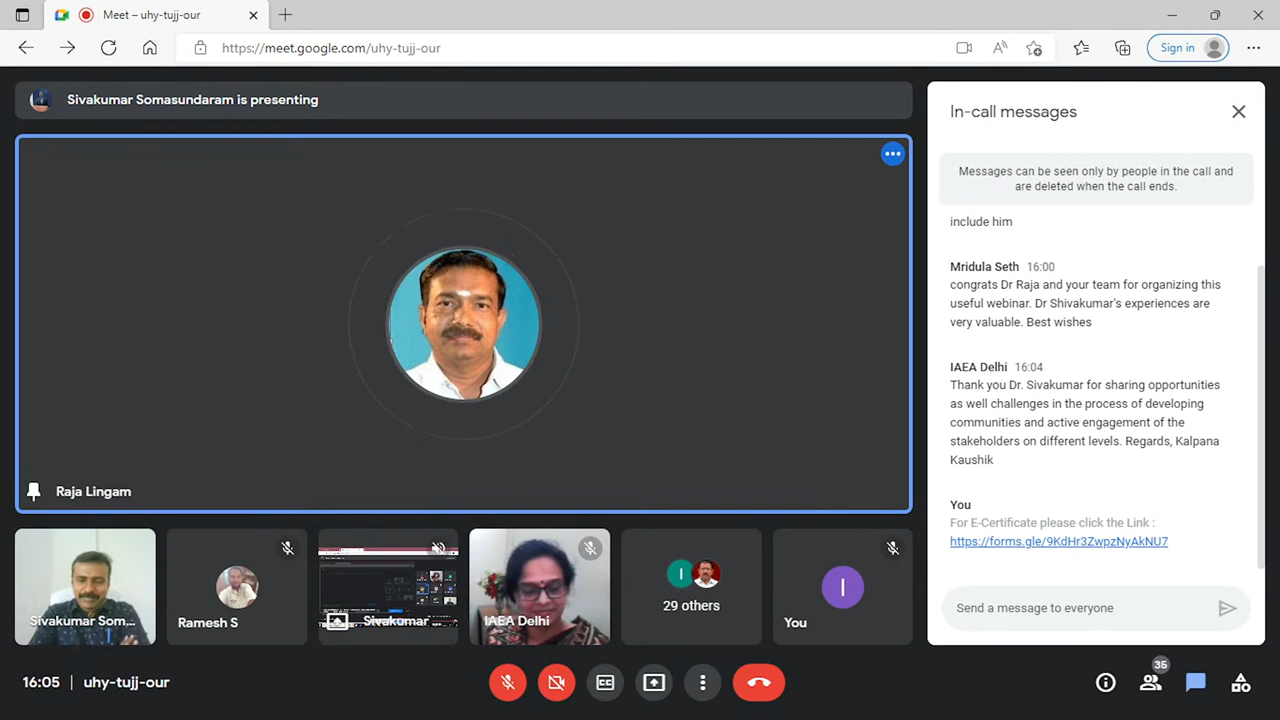 Meet – uhy-tujj-our
https://meet.google.com/uhy-tujj-our
Sign in
Sivakumar Somasundaram is presenting
Raja Lingam
Sivakumar Som...
Ramesh S
Sivakumar
IAEA Delhi
I
29 others
I
You
In-call messages
Messages can be seen only by people in the call and
are deleted when the call ends.
include him
Mridula Seth 16:00
congrats Dr Raja and your team for organizing this
useful webinar. Dr Shivakumar's experiences are
very valuable. Best wishes
IAEA Delhi 16:04
Thank you Dr. Sivakumar for sharing opportunities
as well challenges in the process of developing
communities and active engagement of the
stakeholders on different levels. Regards, Kalpana
Kaushik
You
For E-Certificate please click the Link :
https://forms.gle/9KdHr3ZwpzNyAkNU7
Send a message to everyone
16:05 | uhy-tujj-our
CC
35